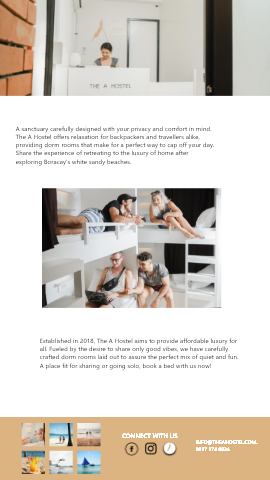 THE A HOSTEL
A sanctuary carefully designed with your privacy and comfort in mind.
The A Hostel offers relaxation for backpackers and travellers alike,
providing dorm rooms that make for a perfect way to cap off your day.
Share the experience of retreating to the luxury of home after
exploring Boracay's white sandy beaches.
Established in 2018, The A Hostel aims to provide affordable luxury for
all. Fueled by the desire to share only good vibes, we have carefully
crafted dorm rooms laid out to assure the perfect mix of quiet and fun.
A place fit for sharing or going solo, book a bed with us now!
CONNECT WITH US
INFO@THEAHOSTEL.COM